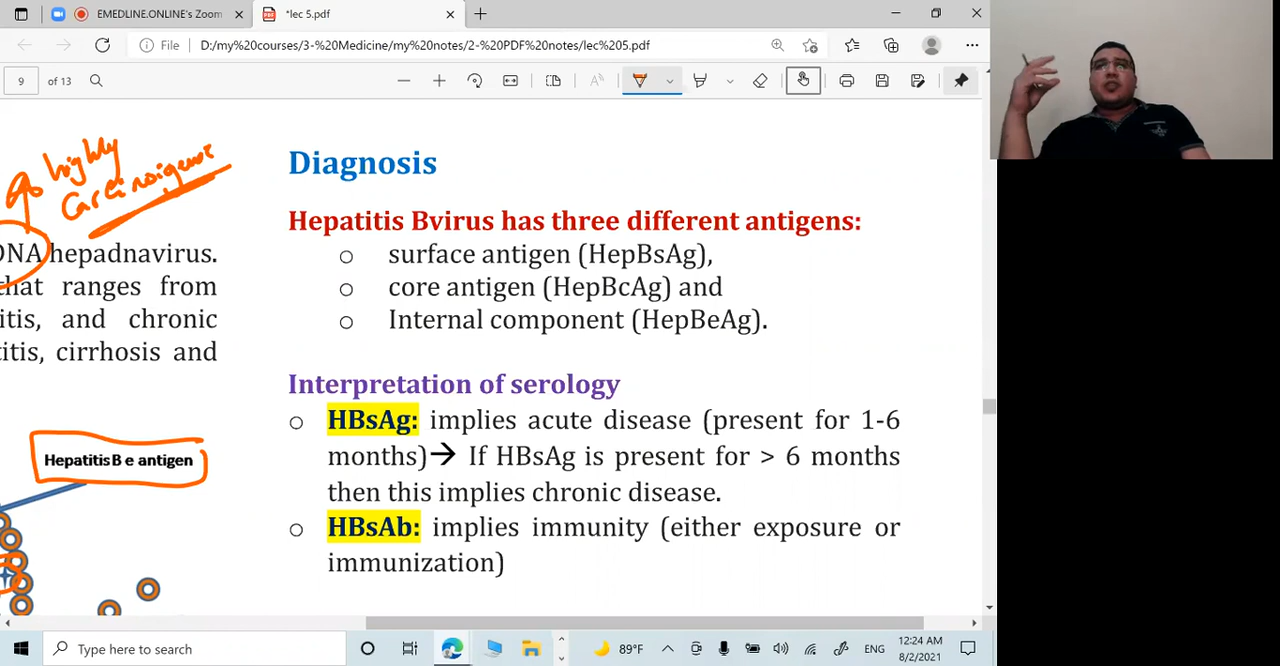 EMEDLINE.ONLINE's Zoom
*lec 5.pdf
File
D:/my%20courses/3-%20Medicine/my%20notes/2-%20PDF%20notes/lec%205.pdf
9
of 13
highly
Carcinoigenic
DNA hepadnavirus.
that ranges from
itis, and chronic
titis, cirrhosis and
Hepatitis B e antigen
Diagnosis
Hepatitis Bvirus has three different antigens:
o surface antigen (HepBsAg),
o core antigen (HepBcAg) and
o Internal component (HepBeAg).
Interpretation of serology
o HBsAg: implies acute disease (present for 1-6
months)→ If HBsAg is present for > 6 months
then this implies chronic disease.
o HBsAb: implies immunity (either exposure or
immunization)
Type here to search
89°F
ENG
12:24 AM
8/2/2021